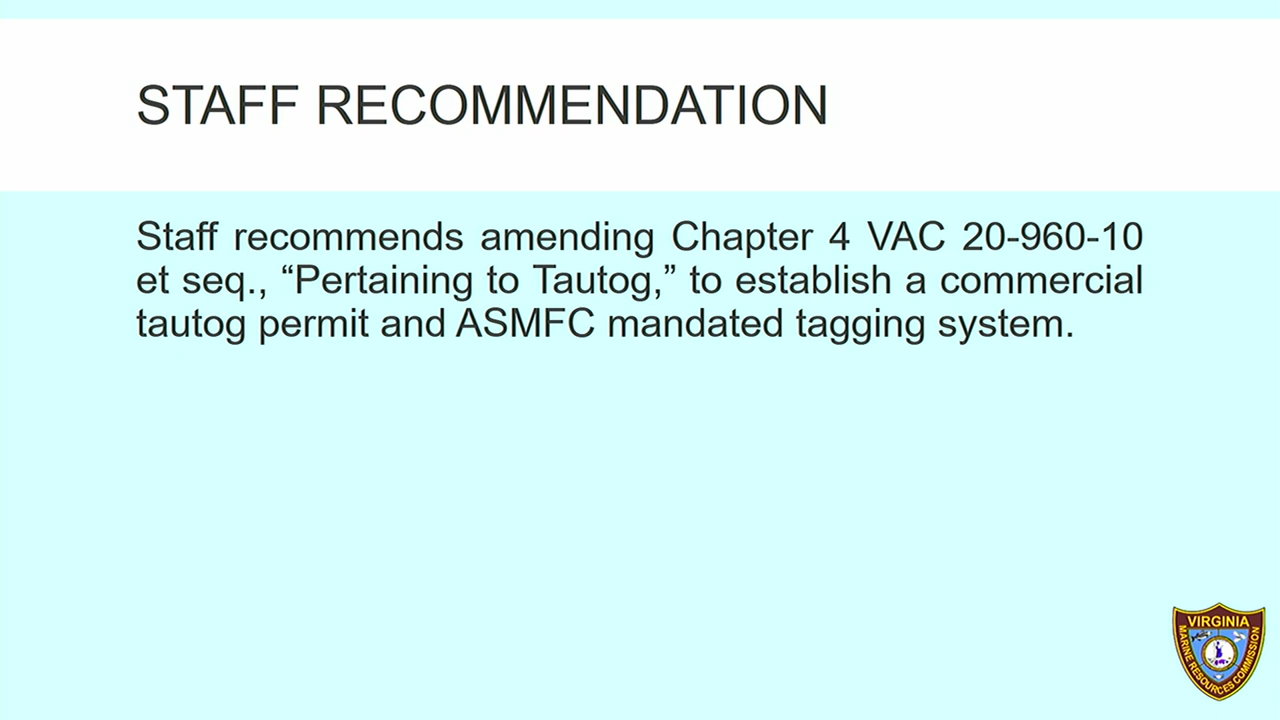 STAFF RECOMMENDATION
Staff recommends amending Chapter 4 VAC 20-960-10
et seq., “Pertaining to Tautog,” to establish a commercial
tautog permit and ASMFC mandated tagging system.
VIRGINIA
MARINE RESOURCES COMMISSION